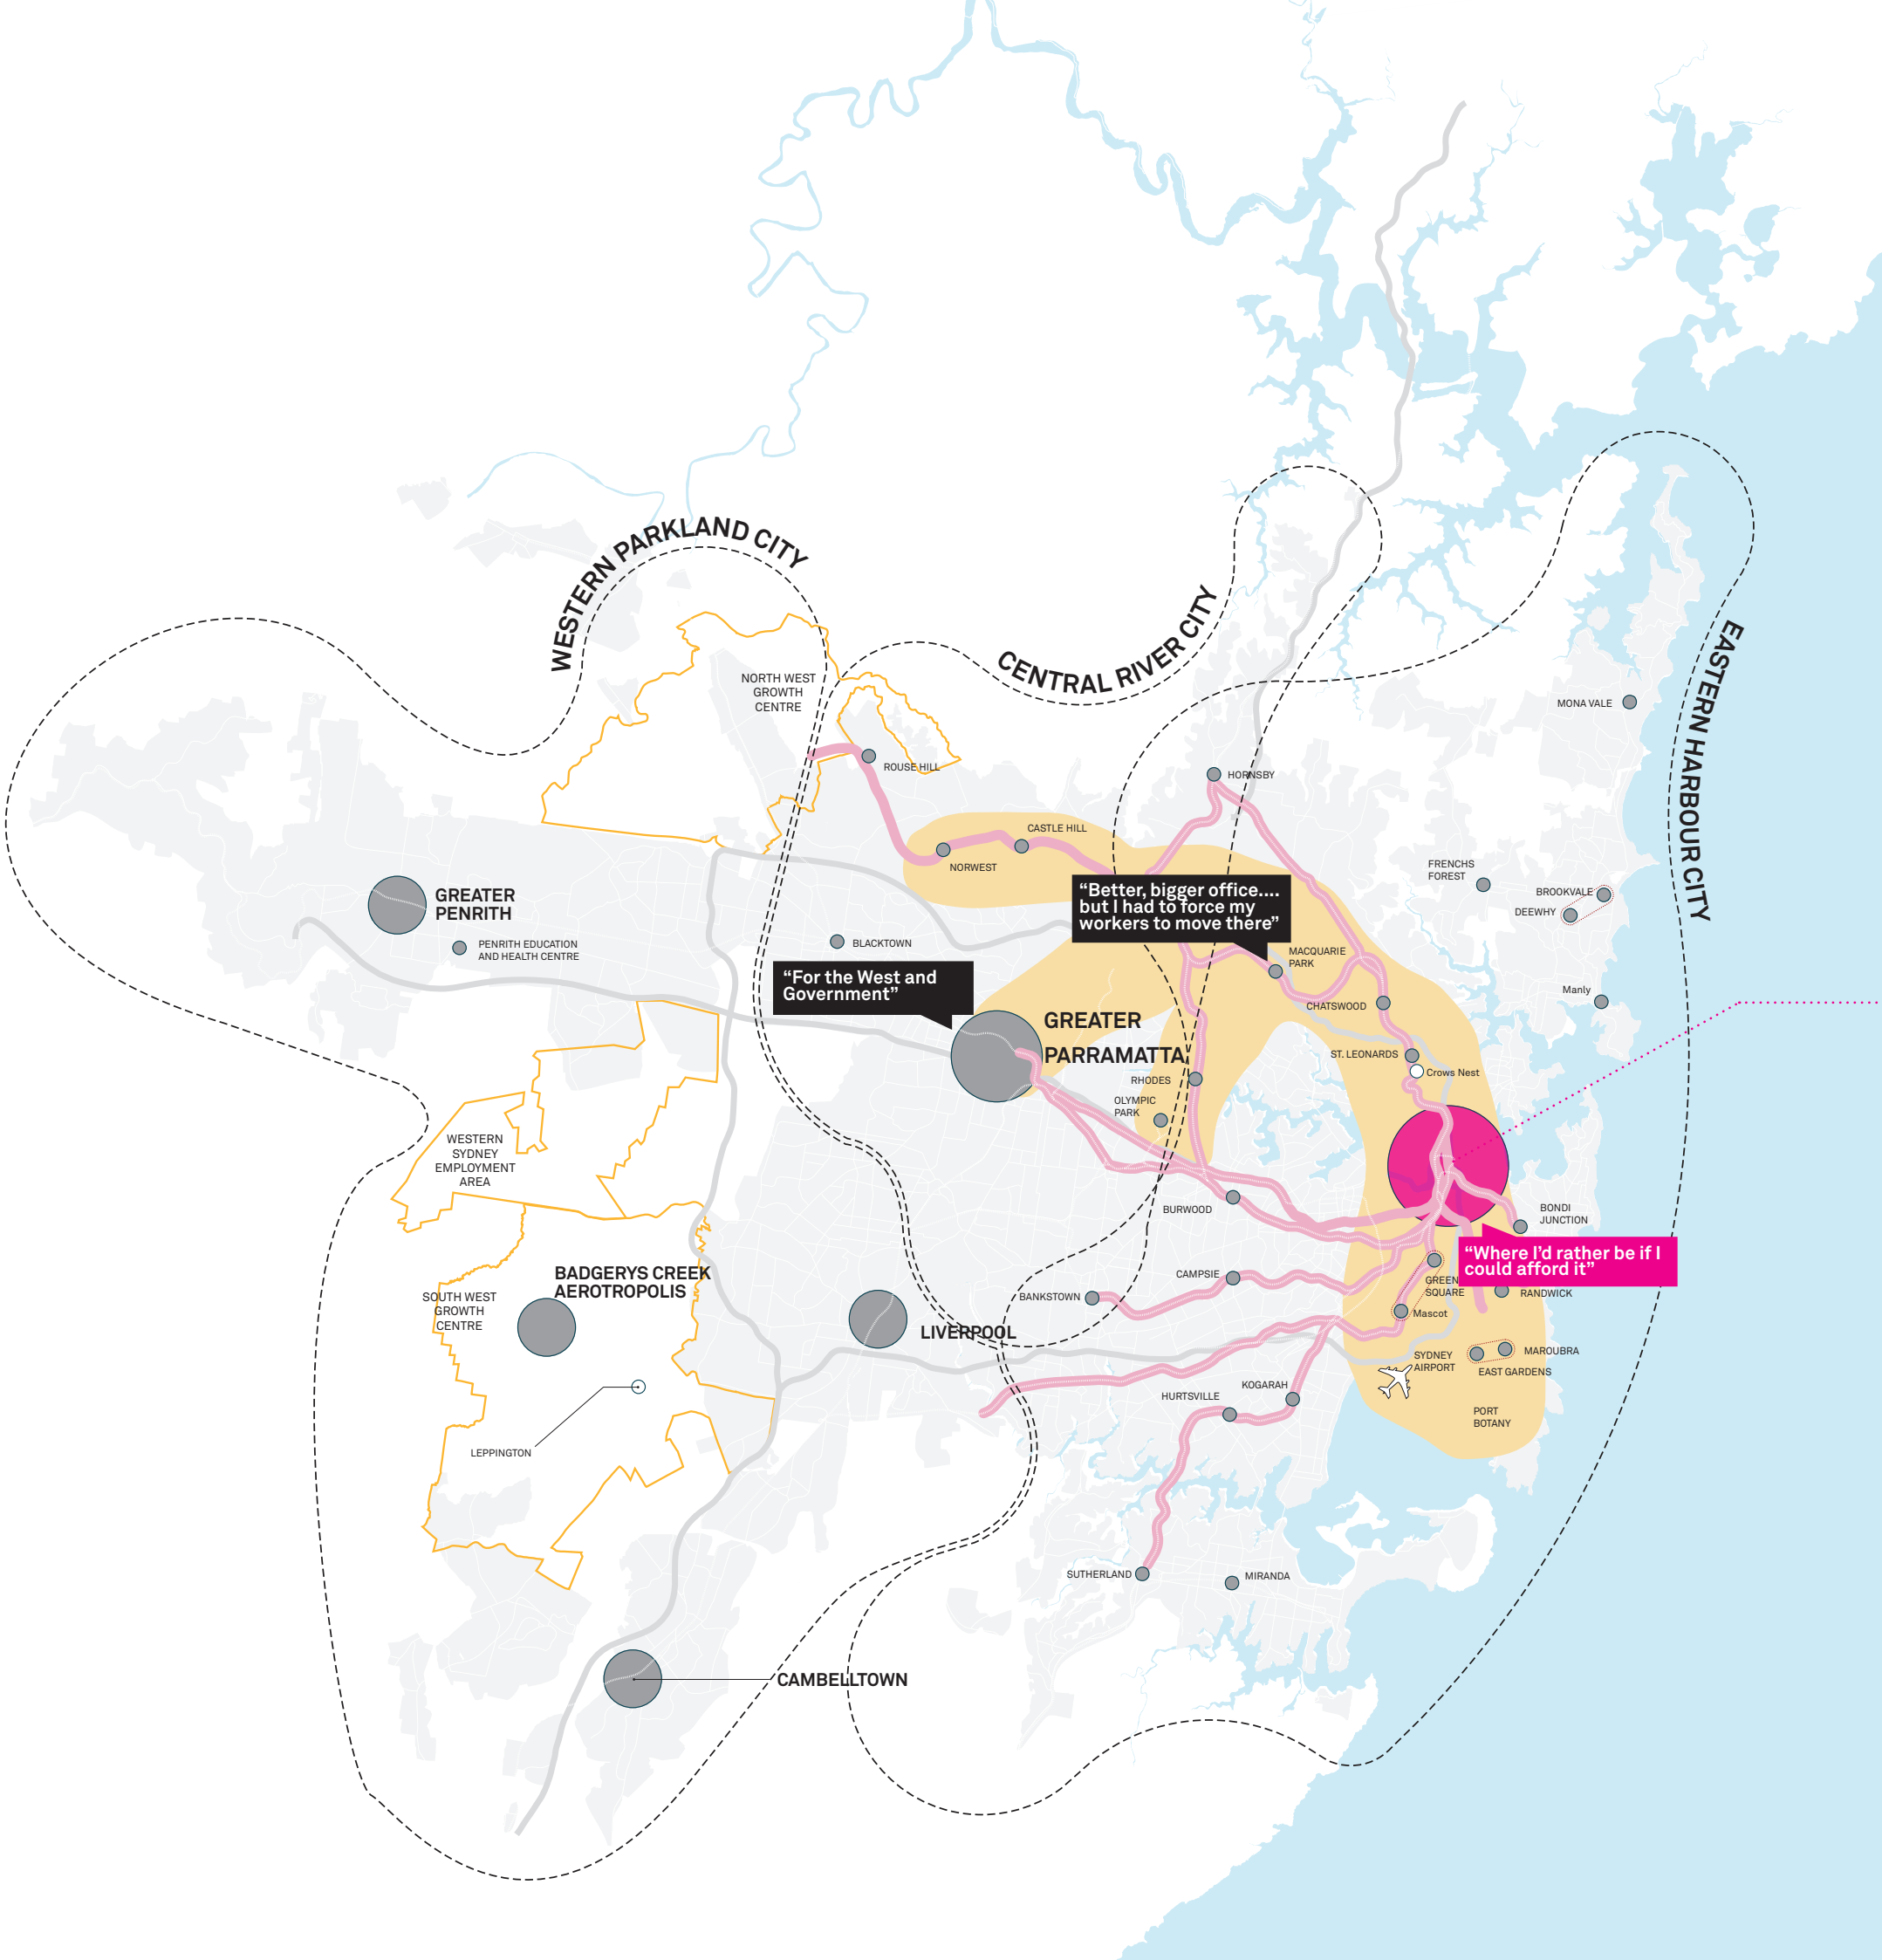 WESTERN PARKLAND CITY
CENTRAL RIVER CITY
EASTERN HARBOUR CITY
NORTH WEST
GROWTH
CENTRE
ROUSE HILL
HORNSBY
MONA VALE
CASTLE HILL
NORWEST
FRENCHS
FOREST
BROOKVALE
DEEWHY
GREATER
PENRITH
PENRITH EDUCATION
AND HEALTH CENTRE
BLACKTOWN
“Better, bigger office....
but I had to force my
workers to move there”
MACQUARIE
PARK
“For the West and
Government”
CHATSWOOD
Manly
GREATER
PARRAMATTA
ST. LEONARDS
Crows Nest
RHODES
OLYMPIC
PARK
WESTERN
SYDNEY
EMPLOYMENT
AREA
BURWOOD
BONDI
JUNCTION
“Where I’d rather be if I
could afford it”
BADGERYS CREEK
AEROTROPOLIS
SOUTH WEST
GROWTH
CENTRE
CAMPSIE
BANKSTOWN
GREEN
SQUARE
RANDWICK
Mascot
LIVERPOOL
SYDNEY
AIRPORT
MAROUBRA
EAST GARDENS
KOGARAH
HURTSVILLE
PORT
BOTANY
LEPPINGTON
SUTHERLAND
MIRANDA
CAMBELLTOWN